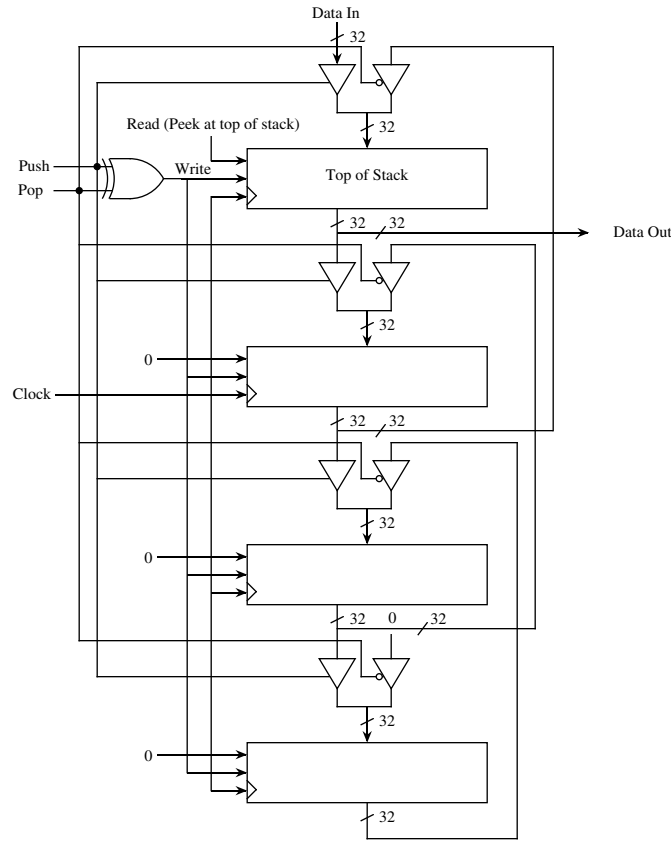 Data In
32
32
Read (Peek at top of stack)
Push
Write
Top of Stack
Pop
32 32
Data Out
32
0
Clock
32 32
32
0
32 0 32
32
0
32